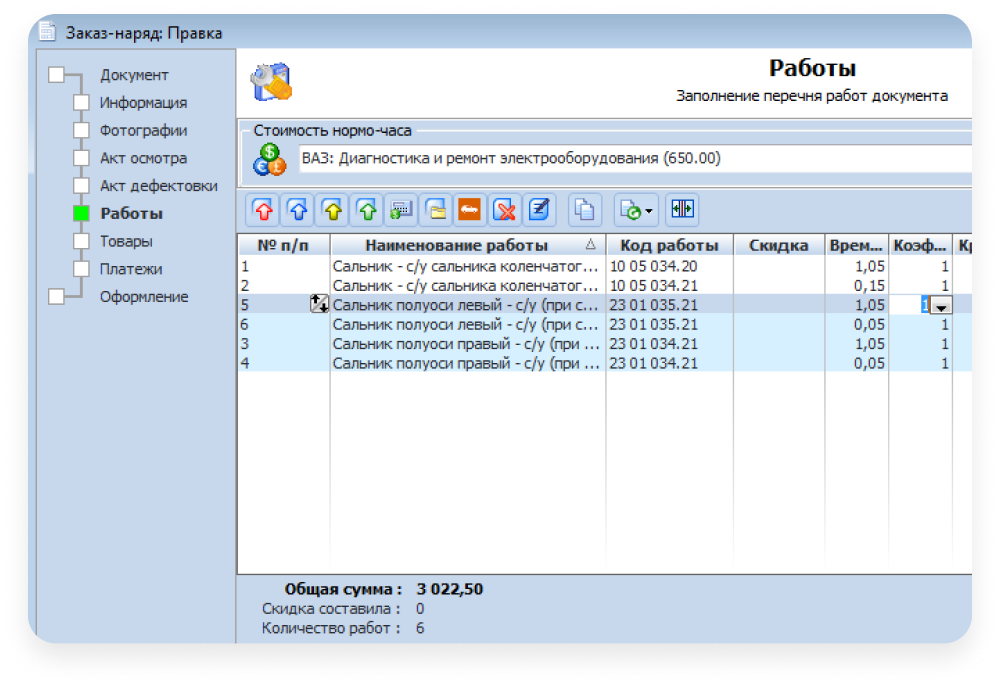 Заказ-наряд: Правка
Документ
Информация
Фотографии
Акт осмотра
Акт дефектовки
Работы
Товары
Платежи
Оформление
Работы
Заполнение перечня работ документа
Стоимость нормо-часа
ВАЗ: Диагностика и ремонт электрооборудования (650.00)
№ п/п Наименование работы Код работы Скидка Врем... Коэф... Кр
1 Сальник - с/у сальника коленчатог... 10 05 034.20 1,05 1
2 Сальник - с/у сальника коленчатог... 10 05 034.21 0,15 1
5 Сальник полуоси левый - с/у (при с... 23 01 035.21 1,05 1
6 Сальник полуоси левый - с/у (при ... 23 01 035.21 0,05 1
3 Сальник полуоси правый - с/у (при ... 23 01 034.21 1,05 1
4 Сальник полуоси правый - с/у (при ... 23 01 034.21 0,05 1
Общая сумма : 3 022,50
Скидка составила : 0
Количество работ : 6